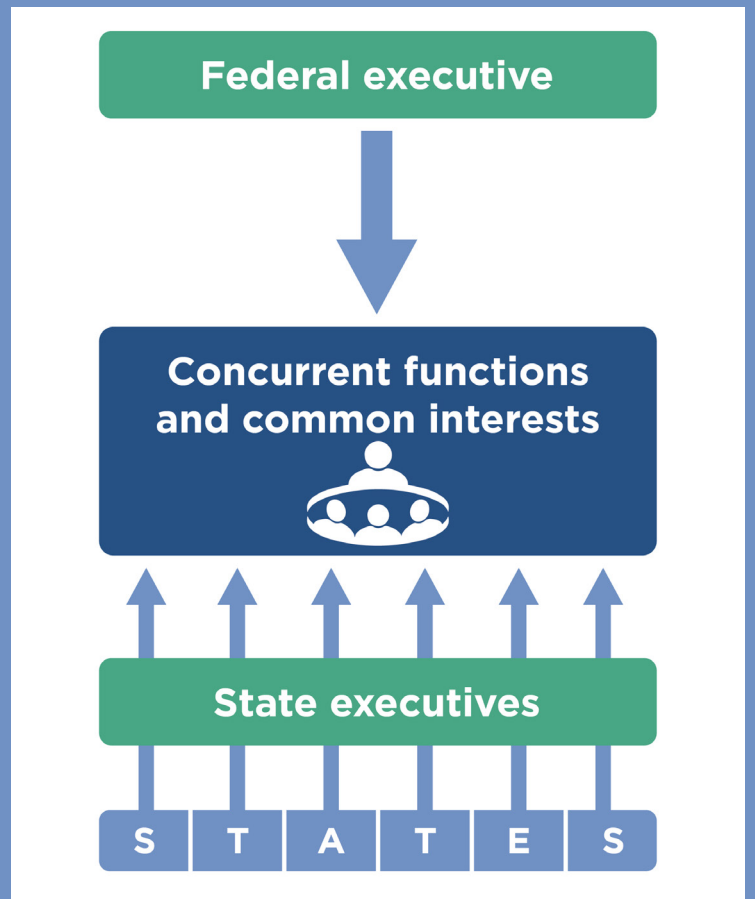 Federal executive
Concurrent functions
and common interests
State executives
S T A T E S